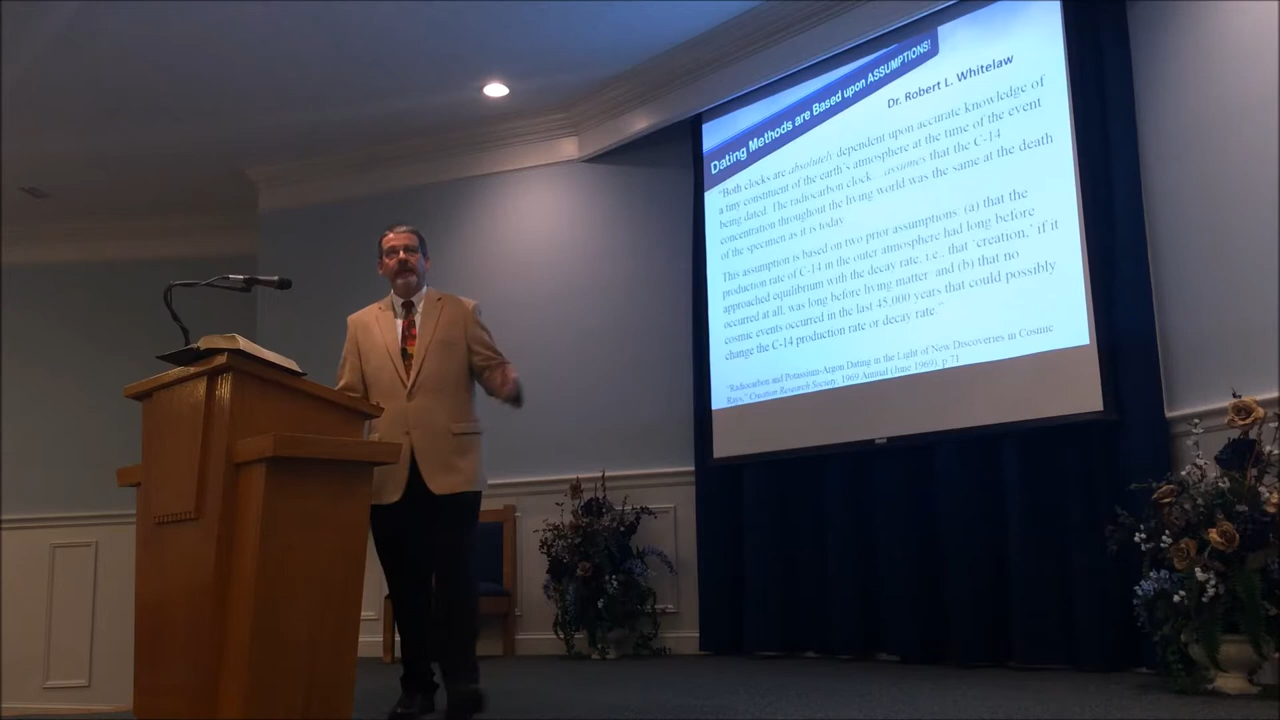 Dating Methods are Based upon ASSUMPTIONS!
Dr. Robert L. Whitelaw
"Both clocks are absolutely dependent upon accurate knowledge of
a tiny constituent of the earth's atmosphere at the time of the event
being dated. The radiocarbon clock... assumes that the C-14
concentration throughout the living world was the same at the death
of the specimen as it is today.
This assumption is based on two prior assumptions: (a) that the
production rate of C-14 in the outer atmosphere had long before
approached equilibrium with the decay rate, i.e., that 'creation,' if it
occurred at all, was long before living matter: and (b) that no
cosmic events occurred in the last 45,000 years that could possibly
change the C-14 production rate or decay rate."
"Radiocarbon and Potassium-Argon Dating in the Light of New Discoveries in Cosmic
Rays," Creation Research Society, 1969 Annual (June 1969), p.71